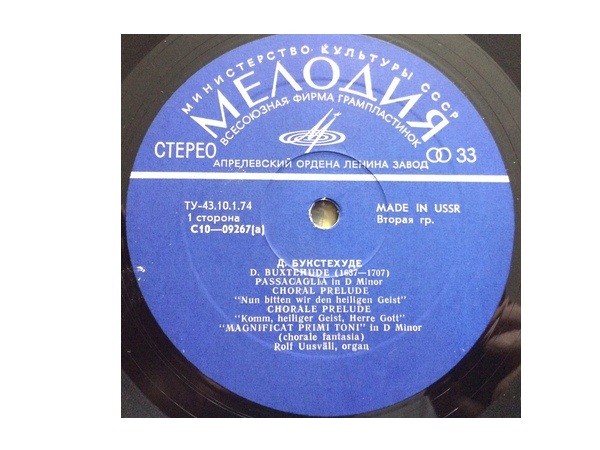 МИНИСТЕРСТВО КУЛЬТУРЫ СССР
МЕЛОДИЯ
ВСЕСОЮЗНАЯ ФИРМА ГРАМПЛАСТИНОК
СТЕРЕО
33
АПРЕЛЕВСКИЙ ОРДЕНА ЛЕНИНА ЗАВОД
ТУ-43.10.1.74
MADE IN USSR
1 сторона
Вторая гр.
С10—09267[а]
Д. БУКСТЕХУДЕ
D. BUXTEHUDE (1637—1707)
PASSACAGLIA in D Minor
CHORAL PRELUDE
"Nun bitten wir den heiligen Geist"
CHORALE PRELUDE
"Komm, heiliger Geist, Herre Gott"
"MAGNIFICAT PRIMI TONI" in D Minor
(chorale fantasia)
Rolf Uusväli, organ